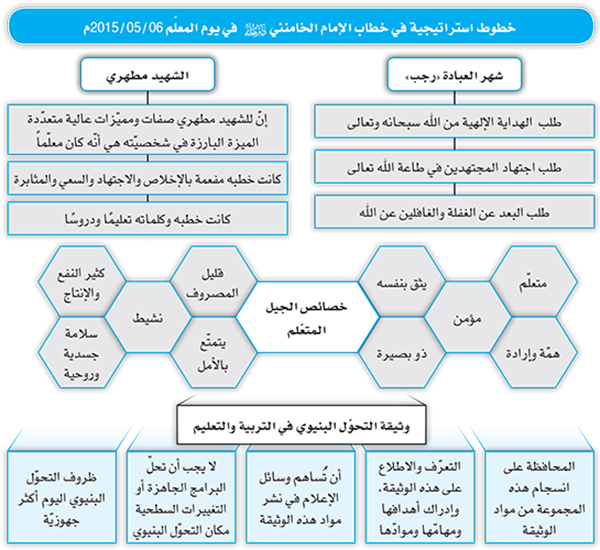 خطوط استراتيجية في خطاب الإمام الخامنئي في يوم المعلّم 2015/05/06م
شهر العبادة «رجب»
طلب الهداية الإلهية من الله سبحانه وتعالى
طلب اجتهاد المجتهدين في طاعة الله تعالى
طلب البعد عن الغفلة والغافلين عن الله
الشهيد مطهري
إنّ للشهيد مطهري صفات ومميّزات عالية متعدّدة
الميزة البارزة في شخصيّته هي أنّه كان معلّماً
كانت خطبه مفعمة بالإخلاص والاجتهاد والسعي والمثابرة
كانت خطبه وكلماته تعليمًا ودروسًا
خصائص الجيل
المتعّلم
متعلّم
همّة وإرادة
مؤمن
يثق بنفسه
ذو بصيرة
قليل
المصروف
يتمتّع
بالأمل
نشيط
كثير النفع
والإنتاج
سلامة
جسدية
وروحية
وثيقة التحوّل البنيوي في التربية والتعليم
المحافظة على
انسجام هذه
المجموعة من مواد
الوثيقة
التعرّف والاطلاع
على هذه الوثيقة،
وإدراك أهدافها
ومهامّها وموادّها
أن تُساهم وسائل
الإعلام في نشر
مواد هذه الوثيقة
لا يجب أن تحلّ
البرامج الجاهزة أو
التغييرات السطحية
مكان التحوّل البنيوي
ظروف التحوّل
البنيوي اليوم أكثر
جهوزيّة